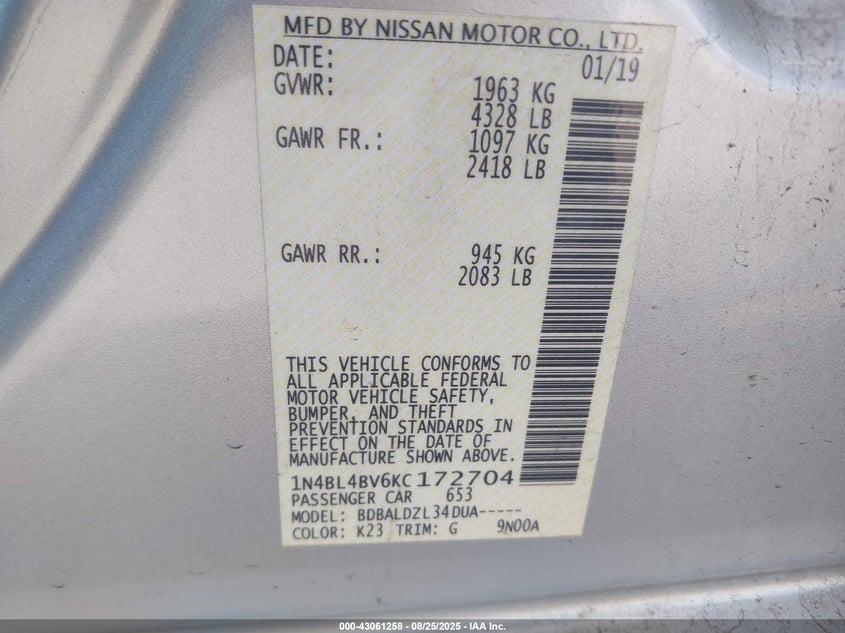 MFD BY NISSAN MOTOR CO., LTD.
DATE: 01/19
GVWR: 1963 KG
4328 LB
GAWR FR.: 1097 KG
2418 LB
GAWR RR.: 945 KG
2083 LB
THIS VEHICLE CONFORMS TO
ALL APPLICABLE FEDERAL
MOTOR VEHICLE SAFETY,
BUMPER, AND THEFT
PREVENTION STANDARDS IN
EFFECT ON THE DATE OF
MANUFACTURE SHOWN ABOVE.
1N4BL4BV6KC172704
PASSENGER CAR 653
MODEL: BDBALDZL34DUA-----
COLOR: K23 TRIM: G 9N00A
000-43061258 - 08/25/2025 - IAA Inc.